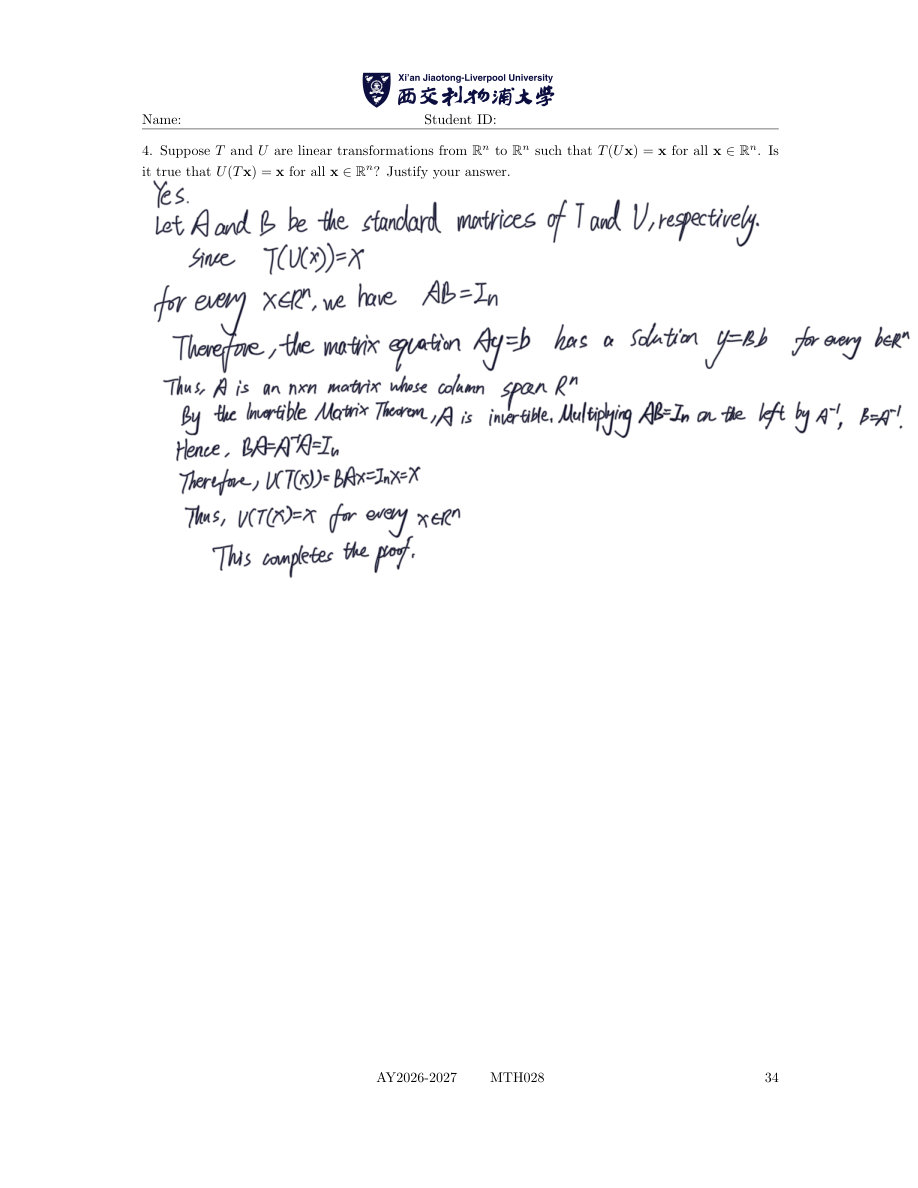 Xi'an Jiaotong-Liverpool University
西交利物浦大学
Name: Student ID:
4. Suppose T and U are linear transformations from ℝⁿ to ℝⁿ such that T(Ux) = x for all x ∈ ℝⁿ. Is
it true that U(Tx) = x for all x ∈ ℝⁿ? Justify your answer.
Yes.
Let A and B be the standard matrices of T and U, respectively.
Since T(U(x))=x
for every x∈Rⁿ, we have AB=Iₙ
Therefore, the matrix equation Ay=b has a solution y=Bb for every b∈Rⁿ
Thus, A is an n×n matrix whose column span Rⁿ
By the Invertible Matrix Theorem, A is invertible. Multiplying AB=Iₙ on the left by A⁻¹, B=A⁻¹.
Hence, BA=A⁻¹A=Iₙ
Therefore, U(T(x))=BAx=Iₙx=x
Thus, U(T(x)=x for every x∈Rⁿ
This completes the proof.
AY2026-2027 MTH028 34